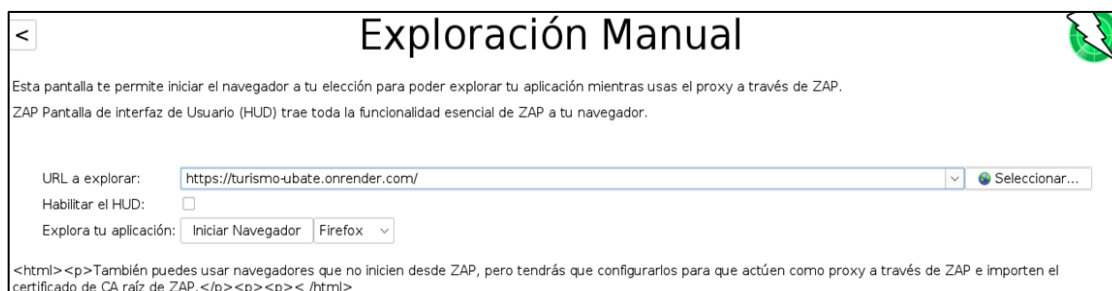 <
Exploración Manual
Esta pantalla te permite iniciar el navegador a tu elección para poder explorar tu aplicación mientras usas el proxy a través de ZAP.
ZAP Pantalla de interfaz de Usuario (HUD) trae toda la funcionalidad esencial de ZAP a tu navegador.
URL a explorar: https://turismo-ubate.onrender.com/ Seleccionar...
Habilitar el HUD:
Explora tu aplicación: Iniciar Navegador Firefox
<html><p>También puedes usar navegadores que no inicien desde ZAP, pero tendrás que configurarlos para que actúen como proxy a través de ZAP e importen el
certificado de CA raíz de ZAP.</p><p><p>< /html>